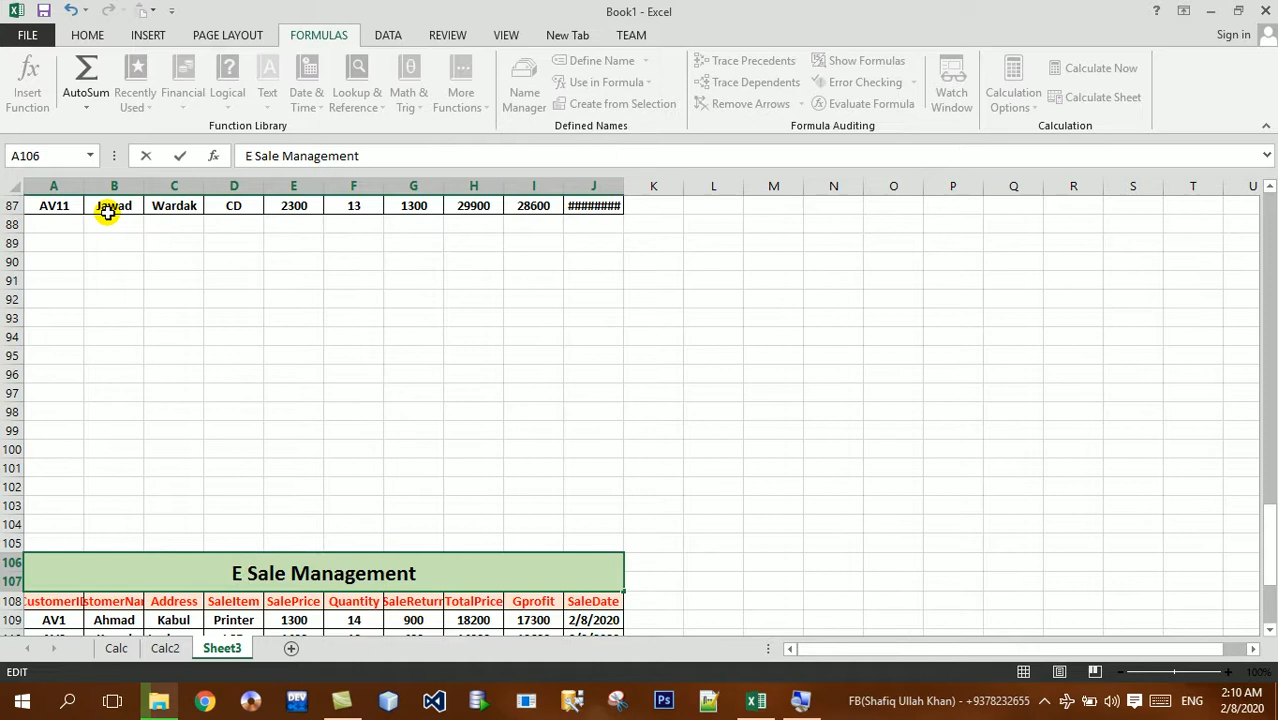 Book1 - Excel
FILE HOME INSERT PAGE LAYOUT FORMULAS DATA REVIEW VIEW New Tab TEAM Sign in
Insert Function
AutoSum
Recently Used
Financial
Logical
Text
Date & Time
Lookup & Reference
Math & Trig
More Functions
Function Library
Name Manager
Define Name
Use in Formula
Create from Selection
Defined Names
Trace Precedents
Trace Dependents
Remove Arrows
Show Formulas
Error Checking
Evaluate Formula
Formula Auditing
Watch Window
Calculation Options
Calculate Now
Calculate Sheet
Calculation
A106 fx E Sale Management
A B C D E F G H I J K L M N O P Q R S T U
87 AV11 Jawad Wardak CD 2300 13 1300 29900 28600 ########
88
89
90
91
92
93
94
95
96
97
98
99
100
101
102
103
104
105
106 E Sale Management
107
108 CustomerID stomerNar Address SaleItem SalePrice Quantity SaleReturn TotalPrice Gprofit SaleDate
109 AV1 Ahmad Kabul Printer 1300 14 900 18200 17300 2/8/2020
Calc Calc2 Sheet3
EDIT 100%
DEV Ps FB(Shafiq Ullah Khan) - +9378232655 ENG 2:10 AM
2/8/2020